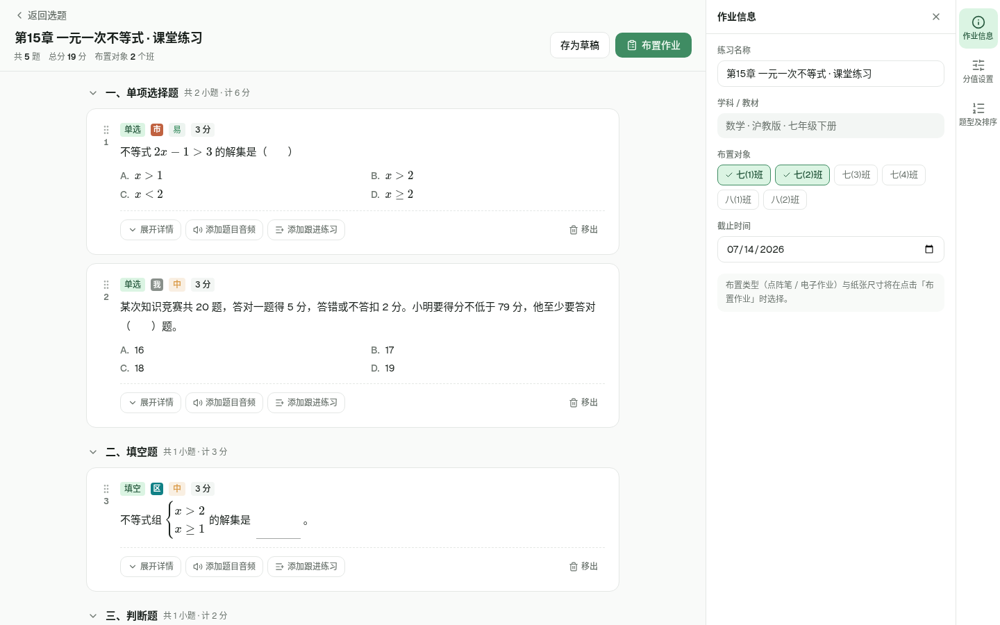 返回选题
第15章 一元一次不等式 · 课堂练习
共 5 题 总分 19 分 布置对象 2 个班
存为草稿
布置作业
一、单项选择题 共 2 小题 · 计 6 分
单选 市 易 3 分
1
不等式 2x − 1 > 3 的解集是（  ）
A. x > 1
B. x > 2
C. x < 2
D. x ≥ 2
展开详情 添加题目音频 添加跟进练习 移出
单选 我 中 3 分
2
某次知识竞赛共 20 题，答对一题得 5 分，答错或不答扣 2 分。小明要得分不低于 79 分，他至少要答对
（  ）题。
A. 16
B. 17
C. 18
D. 19
展开详情 添加题目音频 添加跟进练习 移出
二、填空题 共 1 小题 · 计 3 分
填空 区 中 3 分
3
不等式组 { x > 2
x ≥ 1 的解集是 ______ 。
展开详情 添加题目音频 添加跟进练习 移出
三、判断题 共 1 小题 · 计 2 分
作业信息
练习名称
第15章 一元一次不等式 · 课堂练习
学科 / 教材
数学 · 沪教版 · 七年级下册
布置对象
七(1)班 七(2)班 七(3)班 七(4)班
八(1)班 八(2)班
截止时间
07/14/2026
布置类型（点阵笔 / 电子作业）与纸张尺寸将在点击「布
置作业」时选择。
作业信息
分值设置
题型及排序